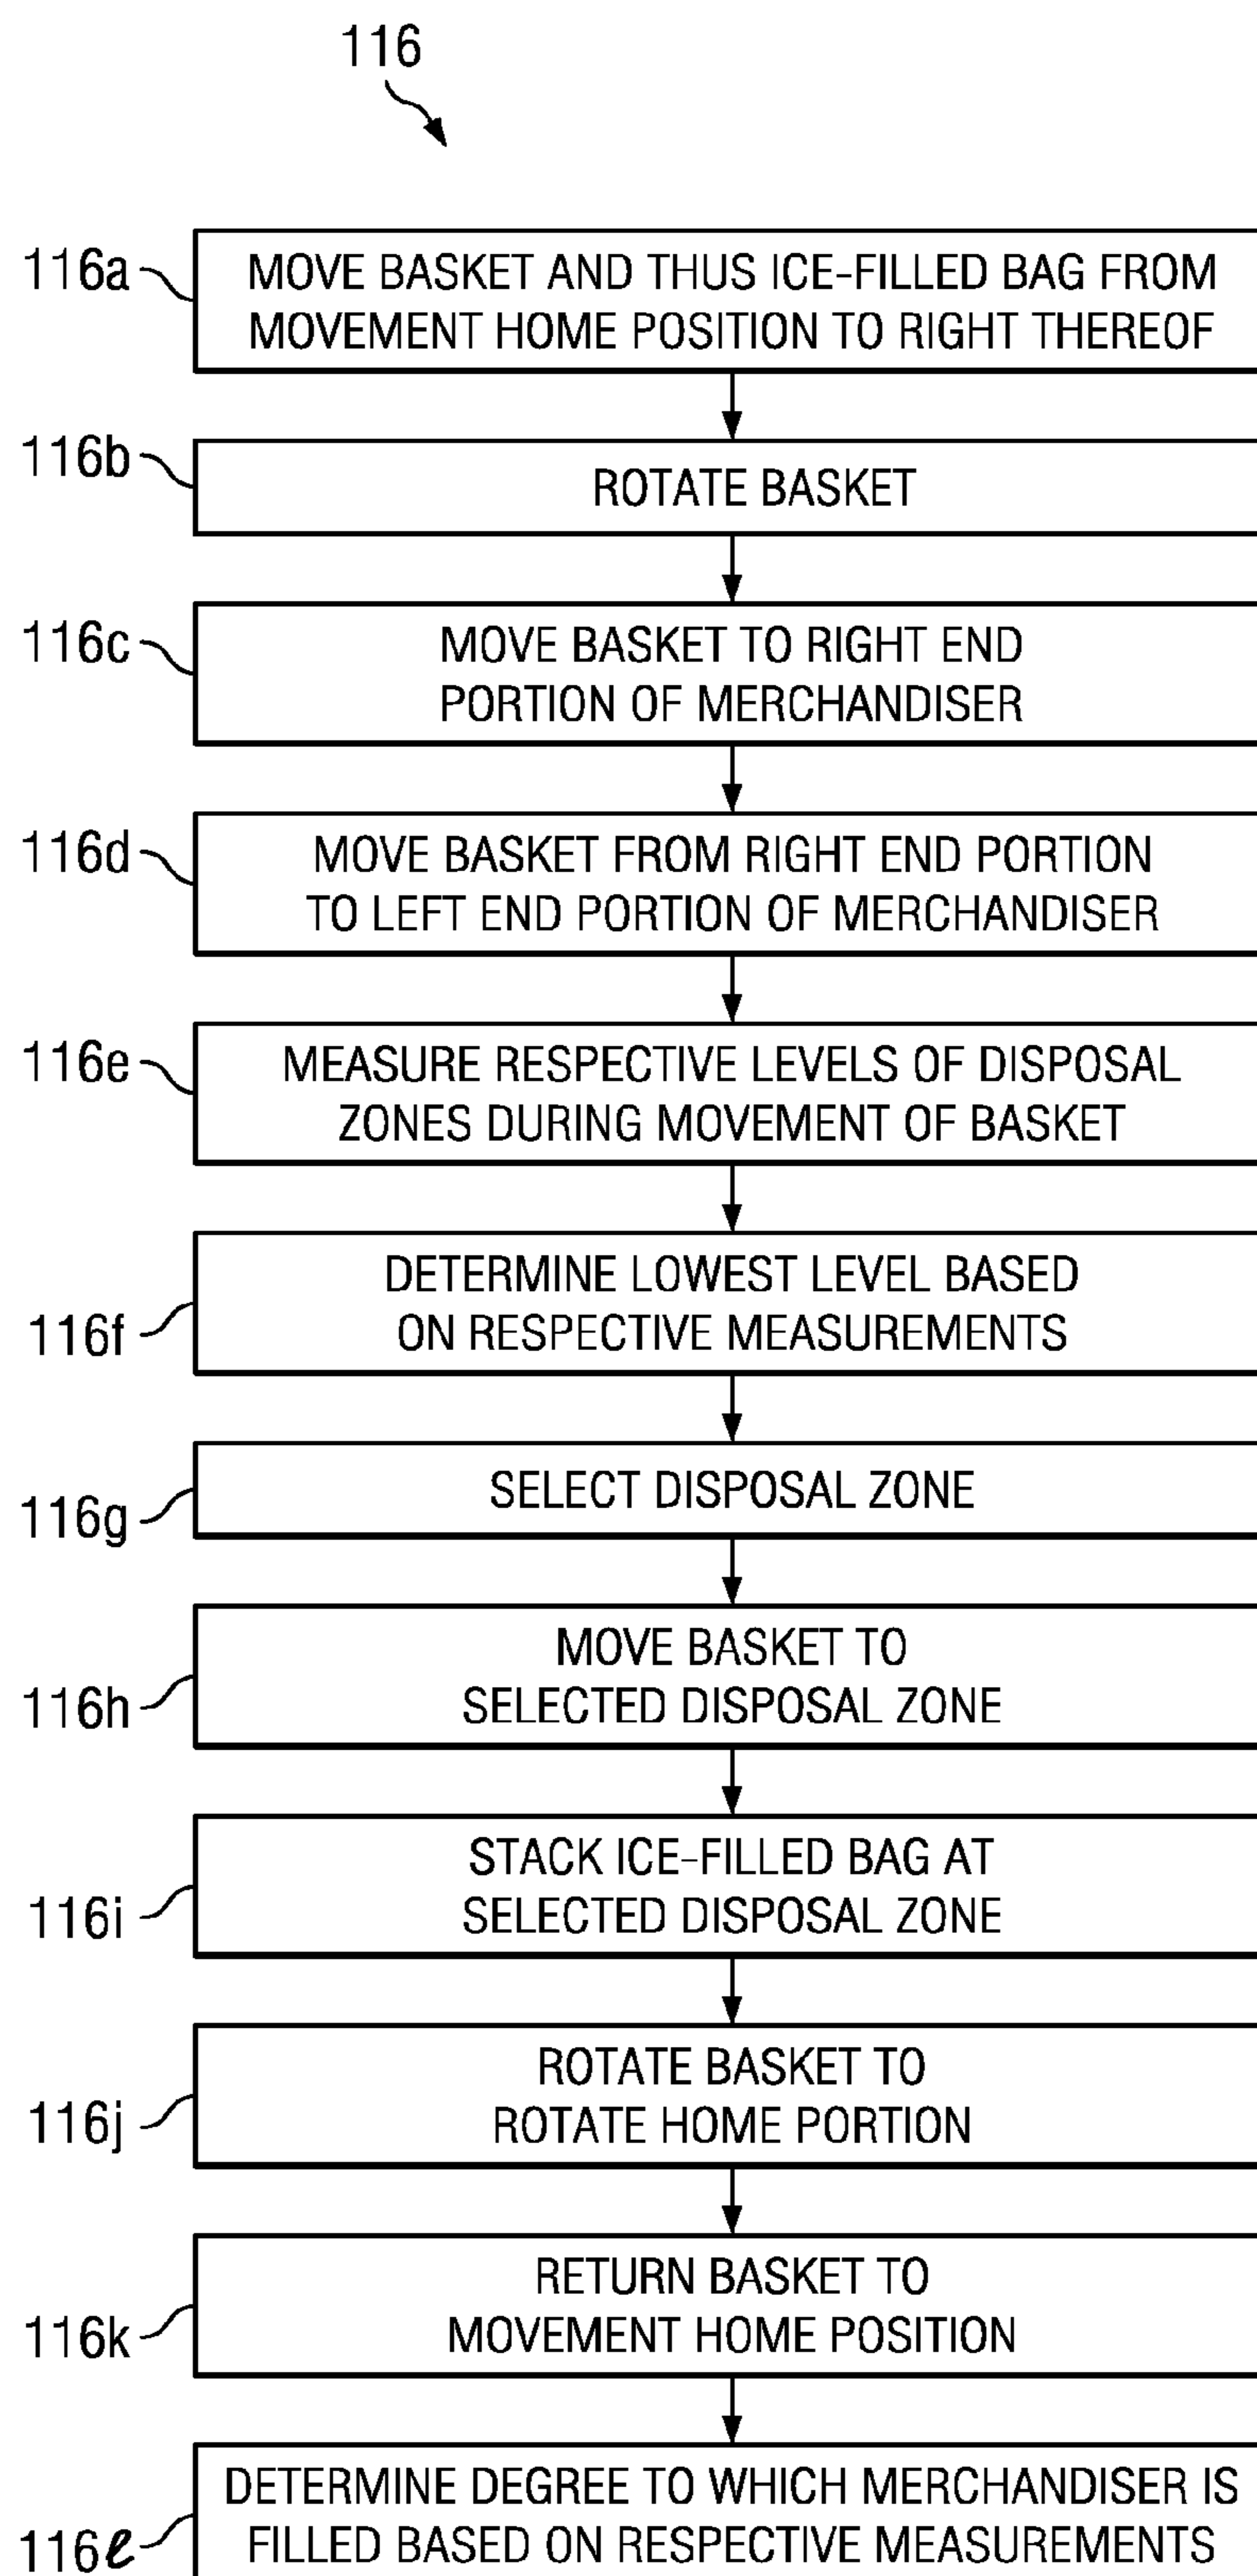 116
116a
MOVE BASKET AND THUS ICE-FILLED BAG FROM
MOVEMENT HOME POSITION TO RIGHT THEREOF
116b
ROTATE BASKET
116c
MOVE BASKET TO RIGHT END
PORTION OF MERCHANDISER
116d
MOVE BASKET FROM RIGHT END PORTION
TO LEFT END PORTION OF MERCHANDISER
116e
MEASURE RESPECTIVE LEVELS OF DISPOSAL
ZONES DURING MOVEMENT OF BASKET
116f
DETERMINE LOWEST LEVEL BASED
ON RESPECTIVE MEASUREMENTS
116g
SELECT DISPOSAL ZONE
116h
MOVE BASKET TO
SELECTED DISPOSAL ZONE
116i
STACK ICE-FILLED BAG AT
SELECTED DISPOSAL ZONE
116j
ROTATE BASKET TO
ROTATE HOME PORTION
116k
RETURN BASKET TO
MOVEMENT HOME POSITION
116ℓ
DETERMINE DEGREE TO WHICH MERCHANDISER IS
FILLED BASED ON RESPECTIVE MEASUREMENTS